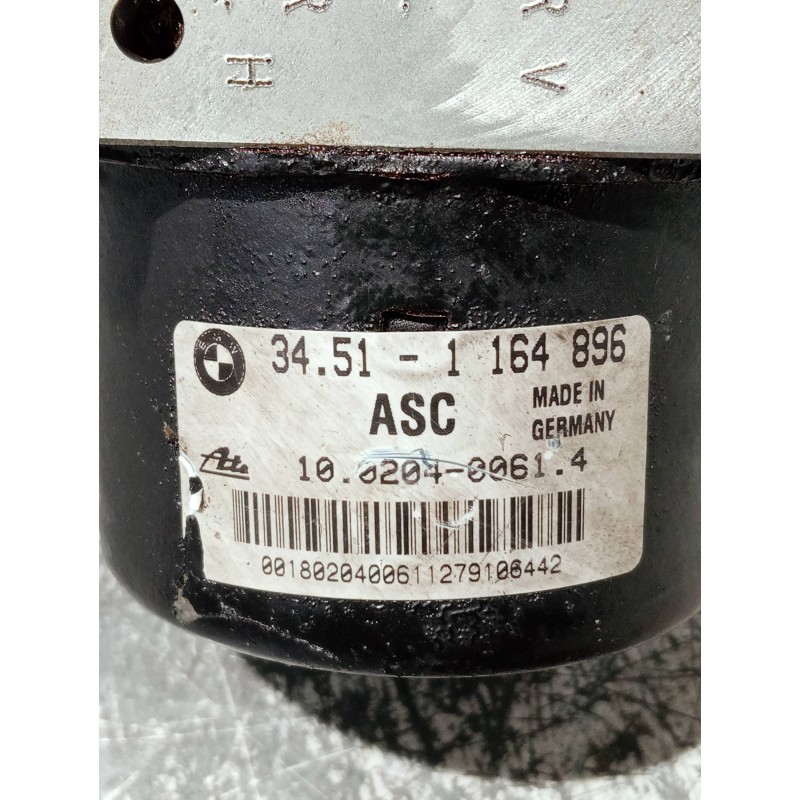 R
H
V
34.51 - 1 164 896
ASC
MADE IN
GERMANY
Ate
10.0204-0061.4
0018020400611279106442